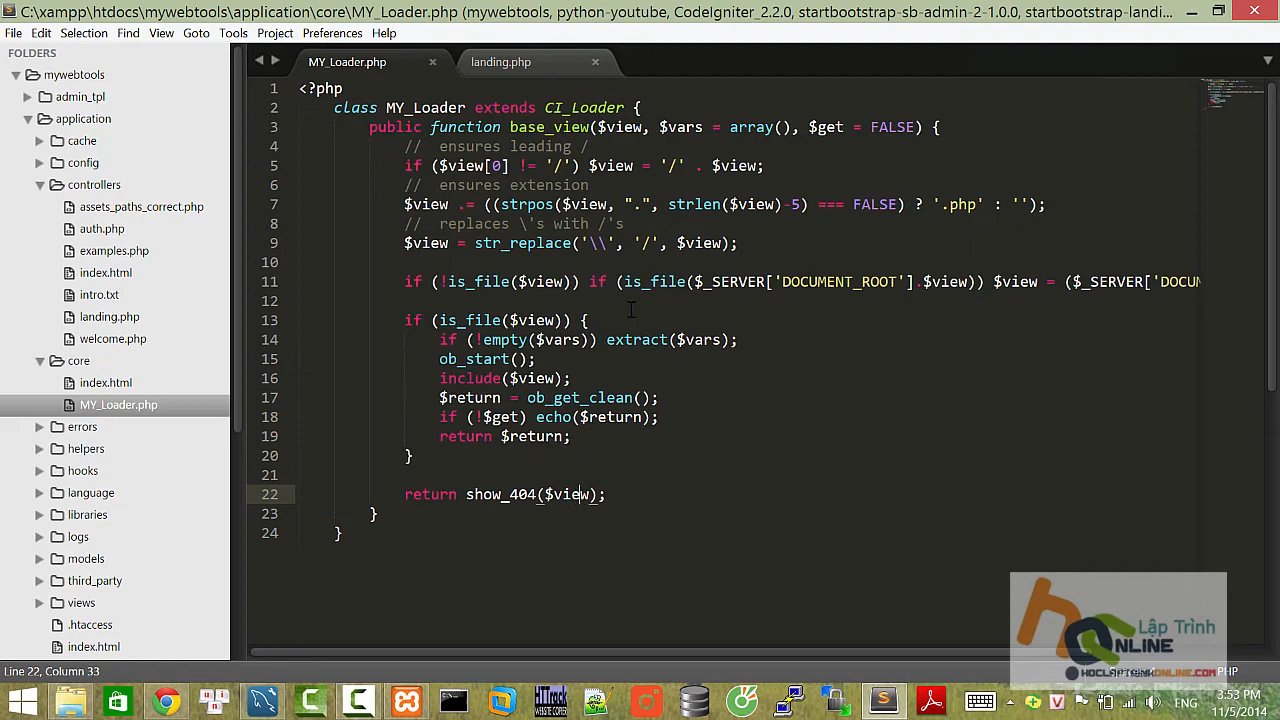 C:\xampp\htdocs\mywebtools\application\core\MY_Loader.php (mywebtools, python-youtube, CodeIgniter_2.2.0, startbootstrap-sb-admin-2-1.0.0, startbootstrap-landi...
File Edit Selection Find View Goto Tools Project Preferences Help
FOLDERS
mywebtools
admin_tpl
application
cache
config
controllers
assets_paths_correct.php
auth.php
examples.php
index.html
intro.txt
landing.php
welcome.php
core
index.html
MY_Loader.php
errors
helpers
hooks
language
libraries
logs
models
third_party
views
.htaccess
index.html
MY_Loader.php × landing.php ×
1 <?php
2 class MY_Loader extends CI_Loader {
3 public function base_view($view, $vars = array(), $get = FALSE) {
4 // ensures leading /
5 if ($view[0] != '/') $view = '/' . $view;
6 // ensures extension
7 $view .= ((strpos($view, ".", strlen($view)-5) === FALSE) ? '.php' : '');
8 // replaces \'s with /'s
9 $view = str_replace('\\', '/', $view);
10
11 if (!is_file($view)) if (is_file($_SERVER['DOCUMENT_ROOT'].$view)) $view = ($_SERVER['DOCU
12
13 if (is_file($view)) {
14 if (!empty($vars)) extract($vars);
15 ob_start();
16 include($view);
17 $return = ob_get_clean();
18 if (!$get) echo($return);
19 return $return;
20 }
21
22 return show_404($view);
23 }
24 }
Lập Trình
ONLINE
HOCLAPTRINHONLINE.COM
Line 22, Column 33
PHP
HTTrack
WEBSITE COPIER
ENG
3:53 PM
11/5/2014